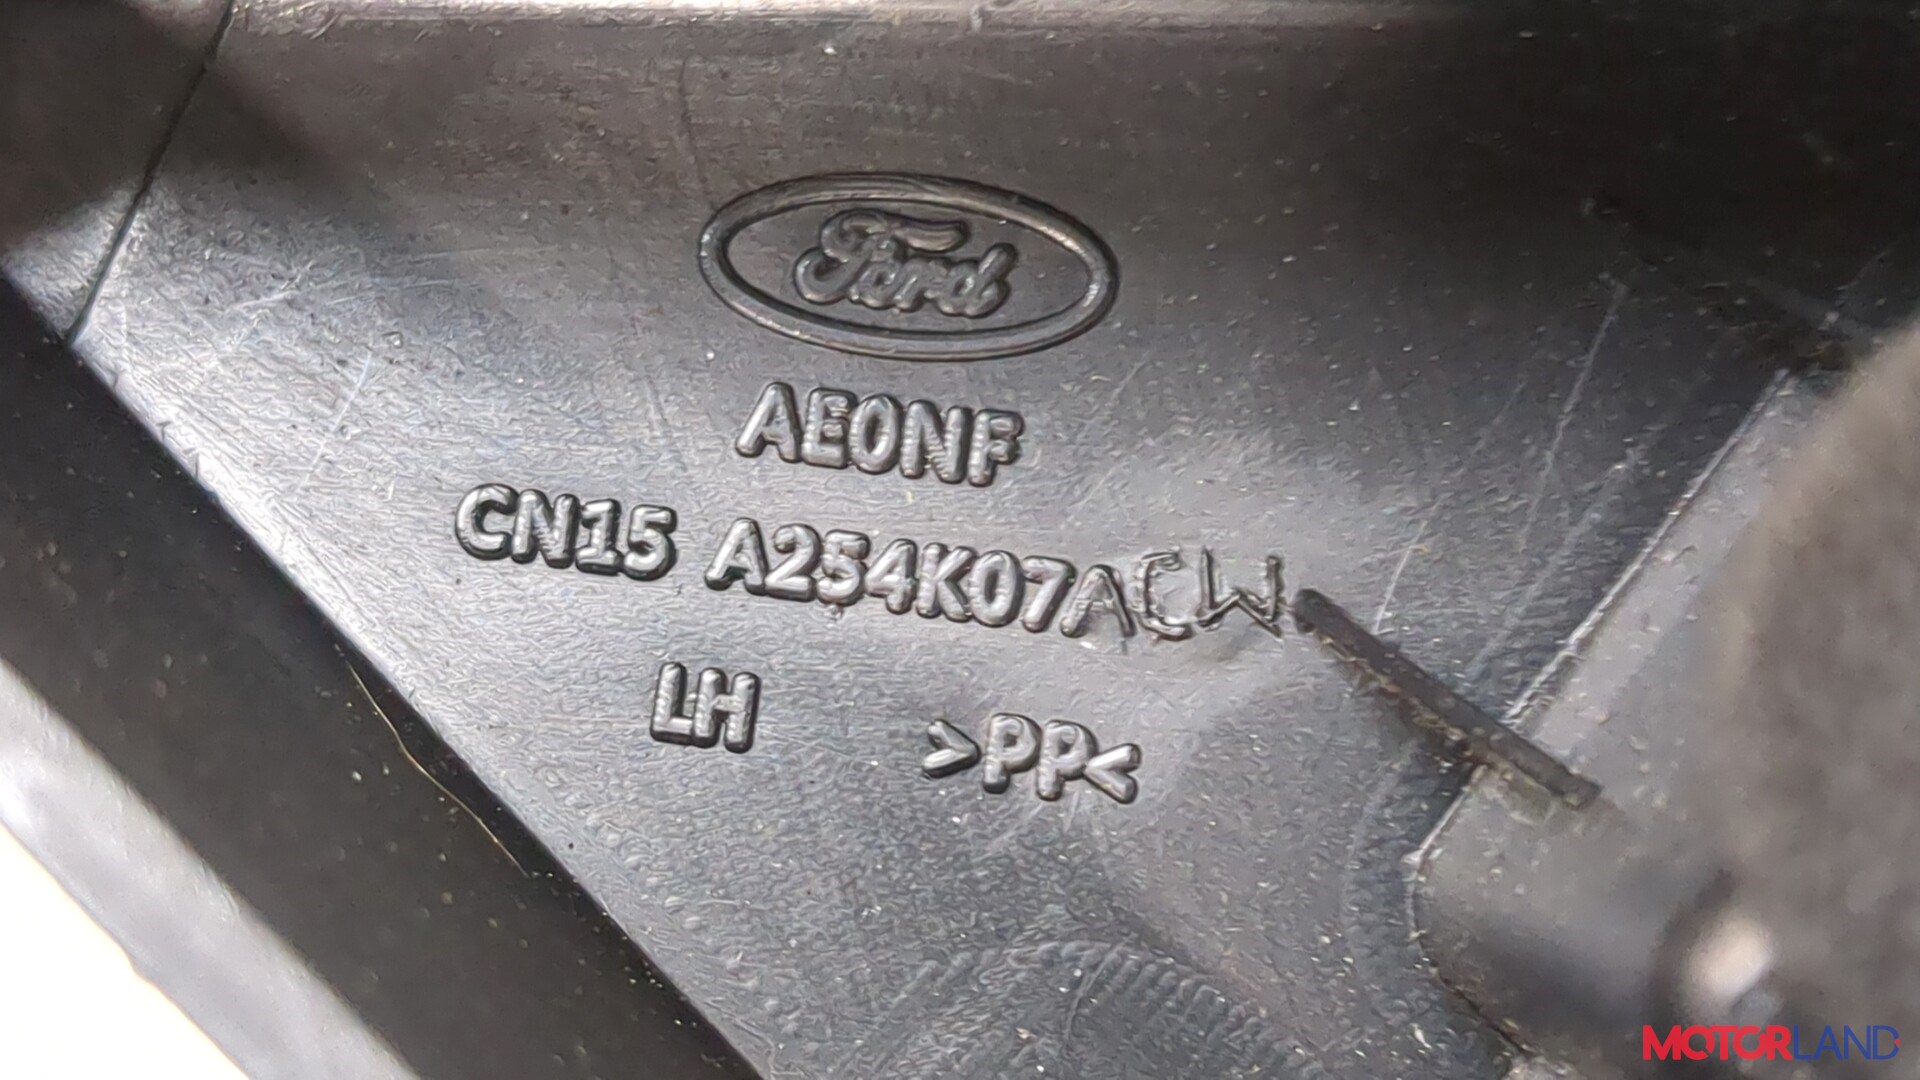 Ford
AE0NF
CN15 A254K07ACW
LH >PP<
MOTORLAND